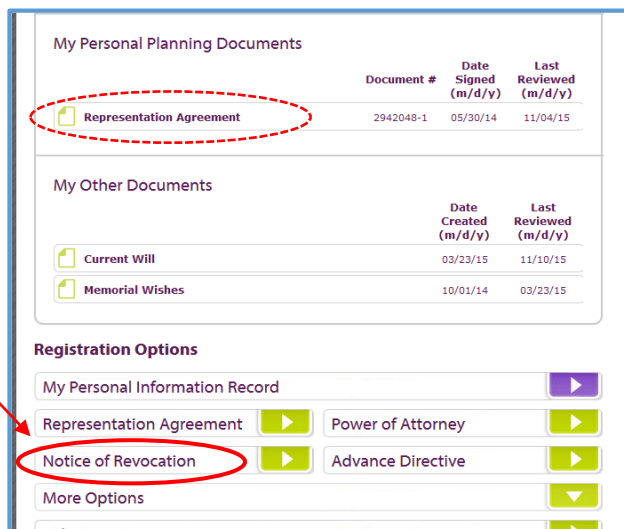 My Personal Planning Documents
Document # Date Signed (m/d/y) Last Reviewed (m/d/y)
Representation Agreement 2942048-1 05/30/14 11/04/15
My Other Documents
Date Created (m/d/y) Last Reviewed (m/d/y)
Current Will 03/23/15 11/10/15
Memorial Wishes 10/01/14 03/23/15
Registration Options
My Personal Information Record
Representation Agreement Power of Attorney
Notice of Revocation Advance Directive
More Options